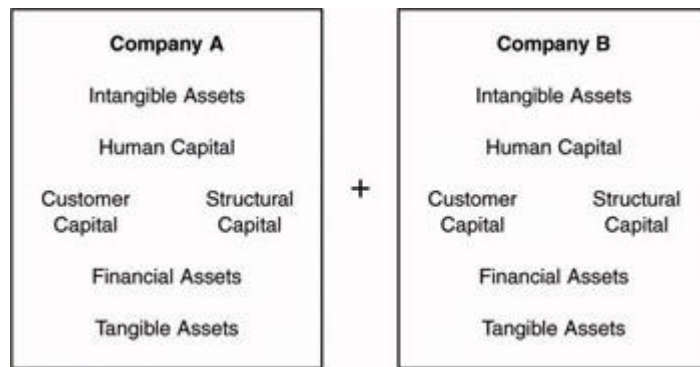 Company A
Intangible Assets
Human Capital
Customer Capital
Structural Capital
Financial Assets
Tangible Assets
+
Company B
Intangible Assets
Human Capital
Customer Capital
Structural Capital
Financial Assets
Tangible Assets